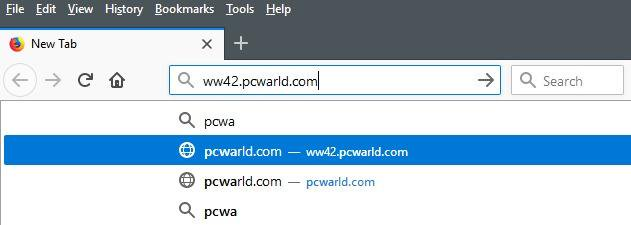 File Edit View History Bookmarks Tools Help
New Tab
ww42.pcwarld.com Search
pcwa
pcwarld.com — ww42.pcwarld.com
pcwarld.com — pcwarld.com
pcwa